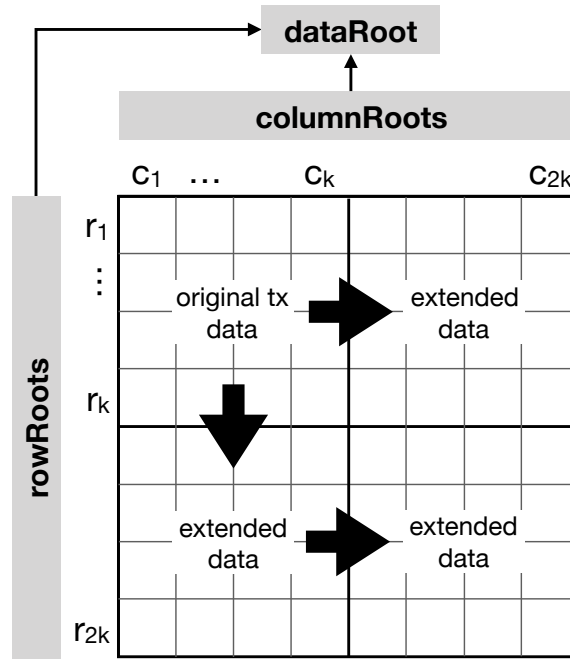 dataRoot
columnRoots
c1 ... ck c2k
r1
⋮
original tx
data
extended
data
rk
rowRoots
extended
data
extended
data
r2k